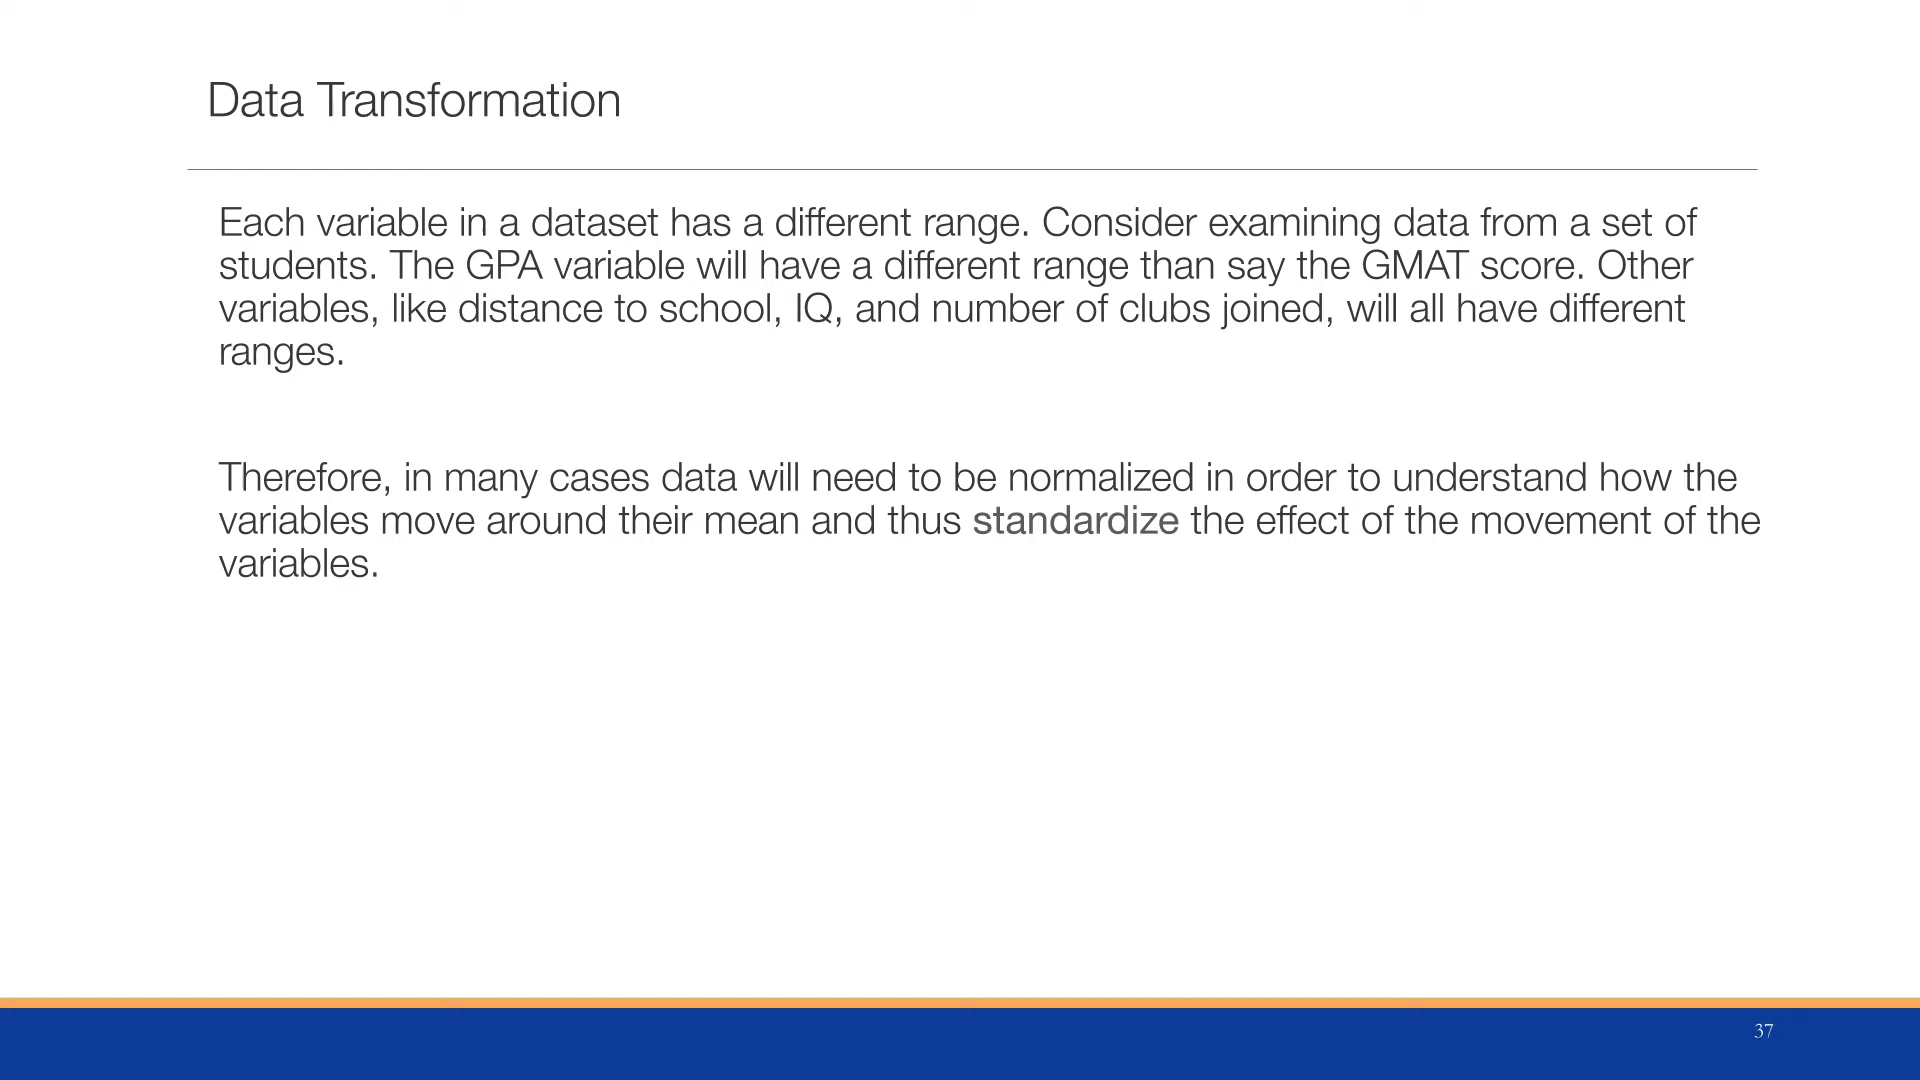 Data Transformation
Each variable in a dataset has a different range. Consider examining data from a set of
students. The GPA variable will have a different range than say the GMAT score. Other
variables, like distance to school, IQ, and number of clubs joined, will all have different
ranges.
Therefore, in many cases data will need to be normalized in order to understand how the
variables move around their mean and thus standardize the effect of the movement of the
variables.
37